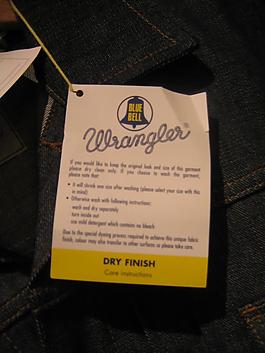 BLUE
BELL
Wrangler®
If you would like to keep the original look and size of this garment
please dry clean only. If you choose to wash the garment,
please note that:
• It will shrink one size after washing (please select your size with this
in mind!)
• Otherwise wash with following instructions:
wash and dry separately
turn inside out
use mild detergent which contains no bleach
Due to the special dyeing process required to achieve this unique fabric
finish, colour may also transfer to other surfaces so please take care.
DRY FINISH
Care instructions